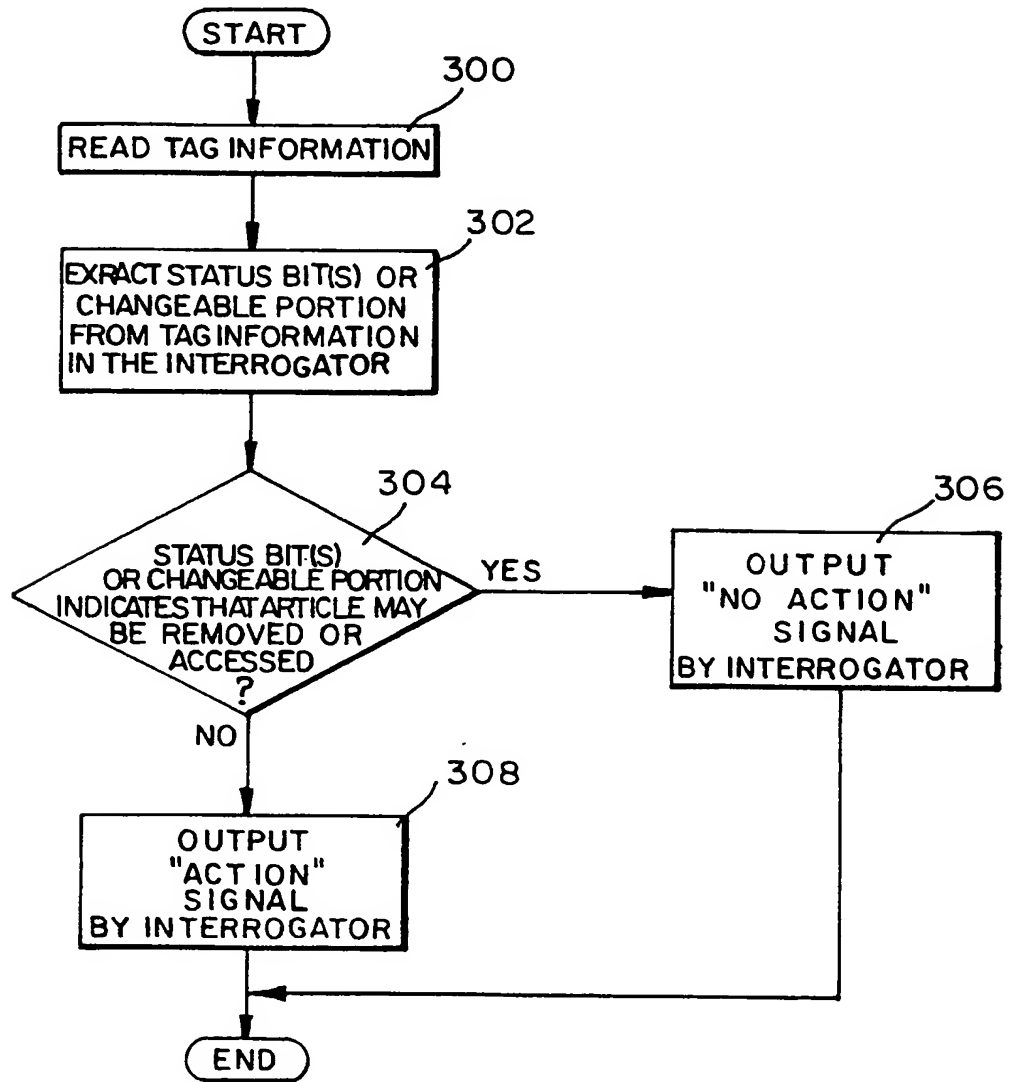 START
300
READ TAG INFORMATION
302
EXRACT STATUS BIT(S) OR
CHANGEABLE PORTION
FROM TAG INFORMATION
IN THE INTERROGATOR
304
STATUS BIT(S)
OR CHANGEABLE PORTION
INDICATES THAT ARTICLE MAY
BE REMOVED OR
ACCESSED
?
YES
306
OUTPUT
"NO ACTION"
SIGNAL
BY INTERROGATOR
NO
308
OUTPUT
"ACTION"
SIGNAL
BY INTERROGATOR
END